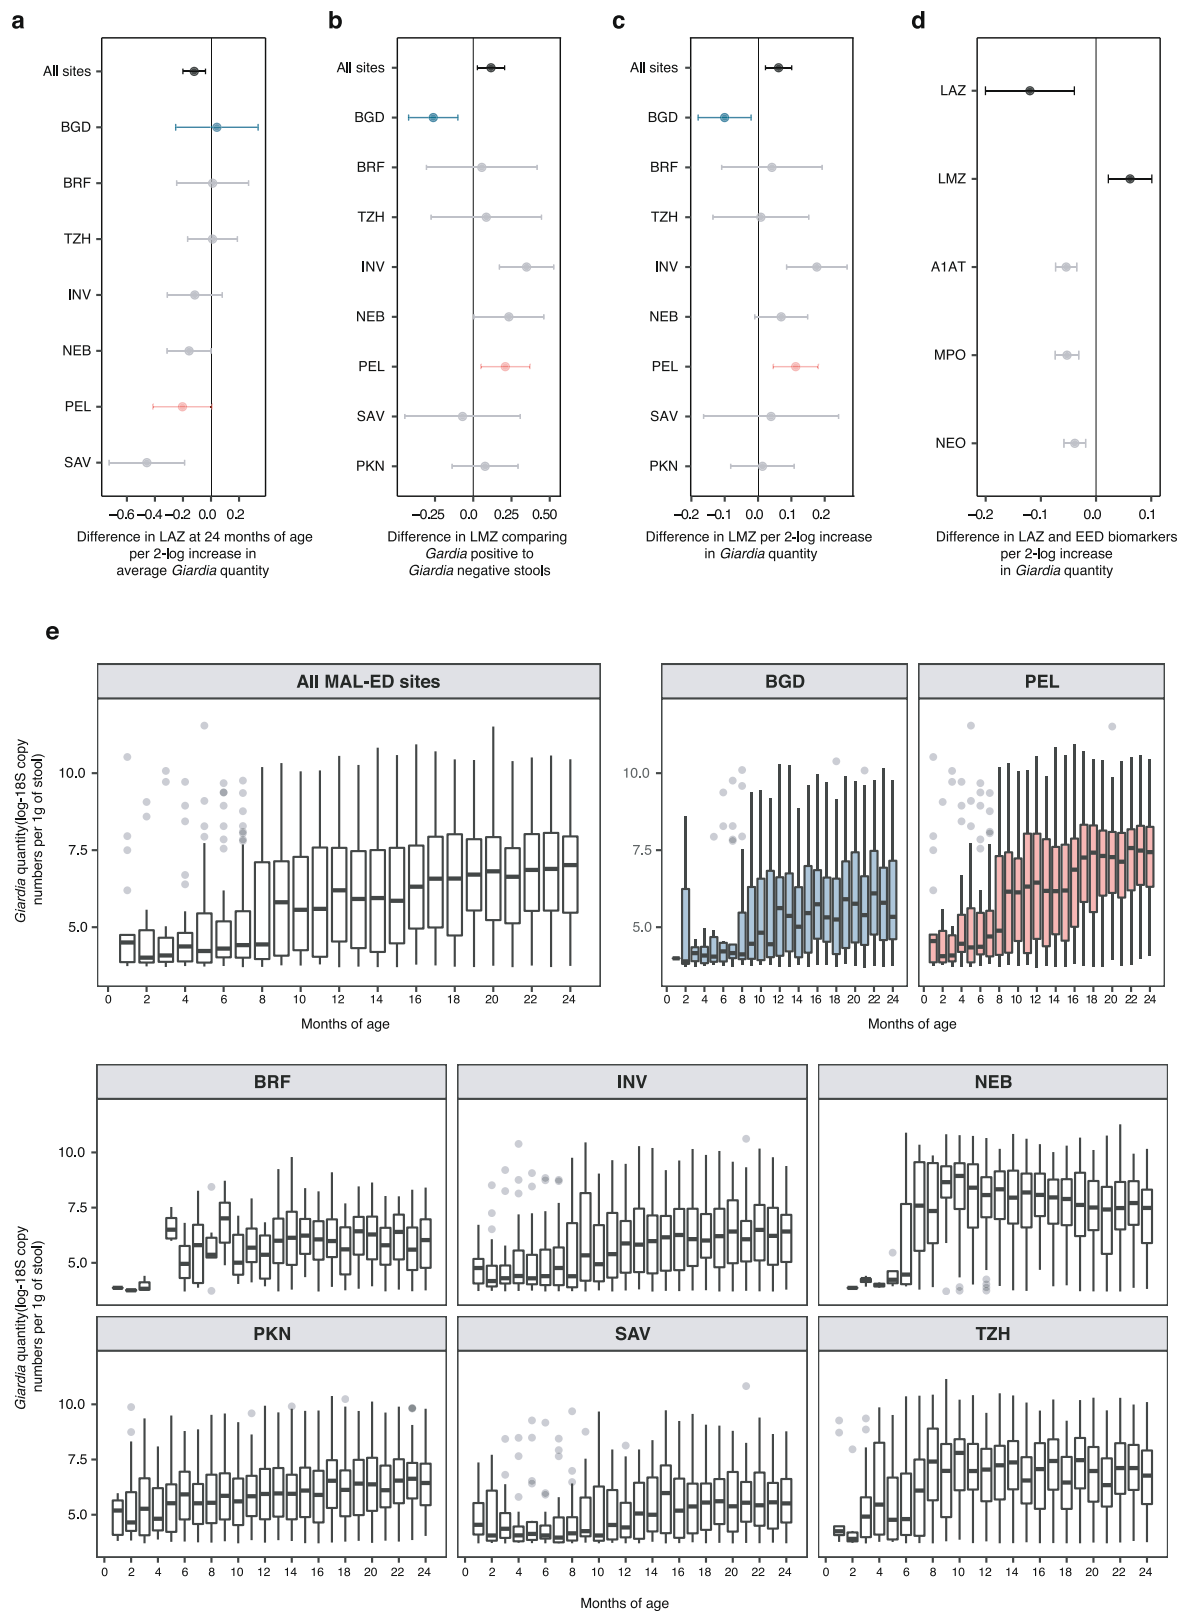 a
b
c
d
All sites
BGD
BRF
TZH
INV
NEB
PEL
SAV
−0.6 −0.4 −0.2 0.0 0.2
Difference in LAZ at 24 months of age
per 2-log increase in
average Giardia quantity
All sites
BGD
BRF
TZH
INV
NEB
PEL
SAV
PKN
−0.25 0.0 0.25 0.50
Difference in LMZ comparing
Gardia positive to
Giardia negative stools
All sites
BGD
BRF
TZH
INV
NEB
PEL
SAV
PKN
−0.2 −0.1 0.0 0.1 0.2
Difference in LMZ per 2-log increase
in Giardia quantity
LAZ
LMZ
A1AT
MPO
NEO
−0.2 −0.1 0.0 0.1
Difference in LAZ and EED biomarkers
per 2-log increase
in Giardia quantity
e
All MAL-ED sites
BGD
PEL
Giardia quantity(log-18S copy
numbers per 1g of stool)
10.0
7.5
5.0
0 2 4 6 8 10 12 14 16 18 20 22 24
Months of age
10.0
7.5
5.0
0 2 4 6 8 10 12 14 16 18 20 22 24
0 2 4 6 8 10 12 14 16 18 20 22 24
Months of age
Months of age
BRF
INV
NEB
10.0
7.5
5.0
Giardia quantity(log-18S copy
numbers per 1g of stool)
PKN
SAV
TZH
10.0
7.5
5.0
0 2 4 6 8 10 12 14 16 18 20 22 24
0 2 4 6 8 10 12 14 16 18 20 22 24
0 2 4 6 8 10 12 14 16 18 20 22 24
Months of age